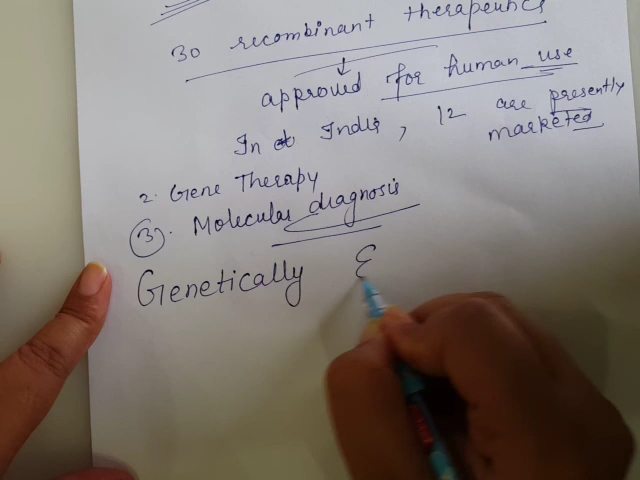 30 recombinant therapeutics
approved for human use
In India, 12 are presently
marketed
2. Gene Therapy
3. Molecular diagnosis
Genetically E